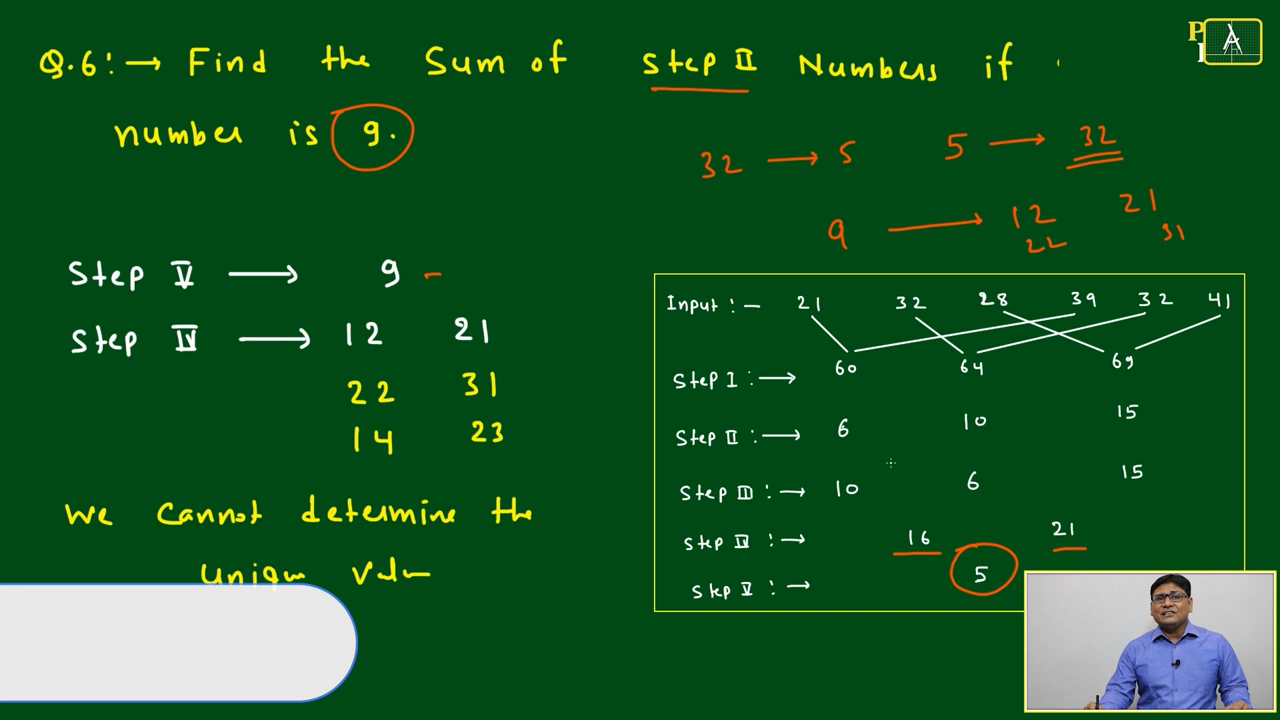 Q.6:→ Find the Sum of Step II Numbers if
number is 9.
32 → 5 5 → 32
9 → 12 21
22 31
Step V → 9 -
Step IV → 12 21
22 31
14 23
We cannot determine the
unique
Input :- 21 32 28 39 32 41
Step I :→ 60 64 69
Step II :→ 6 10 15
Step III :→ 10 6 15
Step IV :→ 16 21
Step V :→ 5